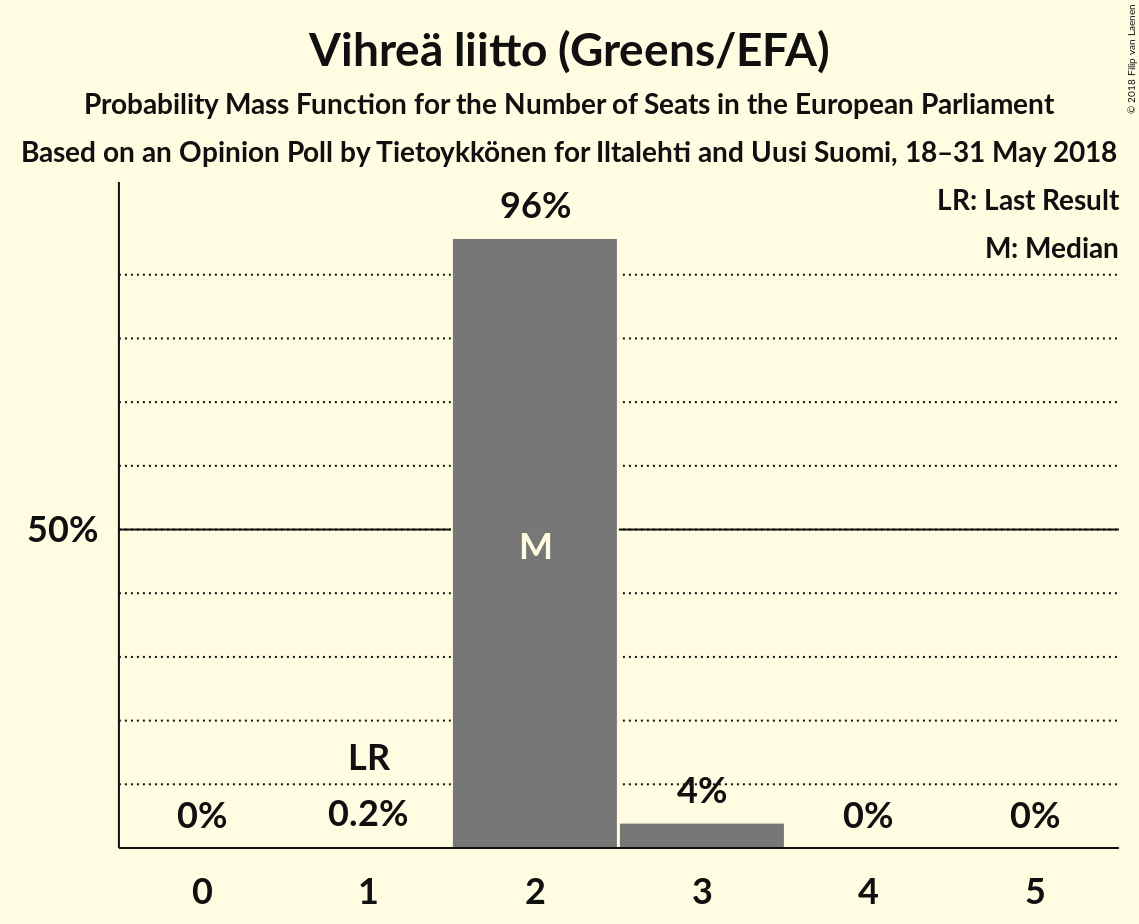 Vihreä liitto (Greens/EFA)
Probability Mass Function for the Number of Seats in the European Parliament
Based on an Opinion Poll by Tietoykkönen for Iltalehti and Uusi Suomi, 18–31 May 2018
© 2018 Filip van Laenen
LR: Last Result
M: Median
96%
50%
M
LR
0% 0.2% 4% 0% 0%
0 1 2 3 4 5